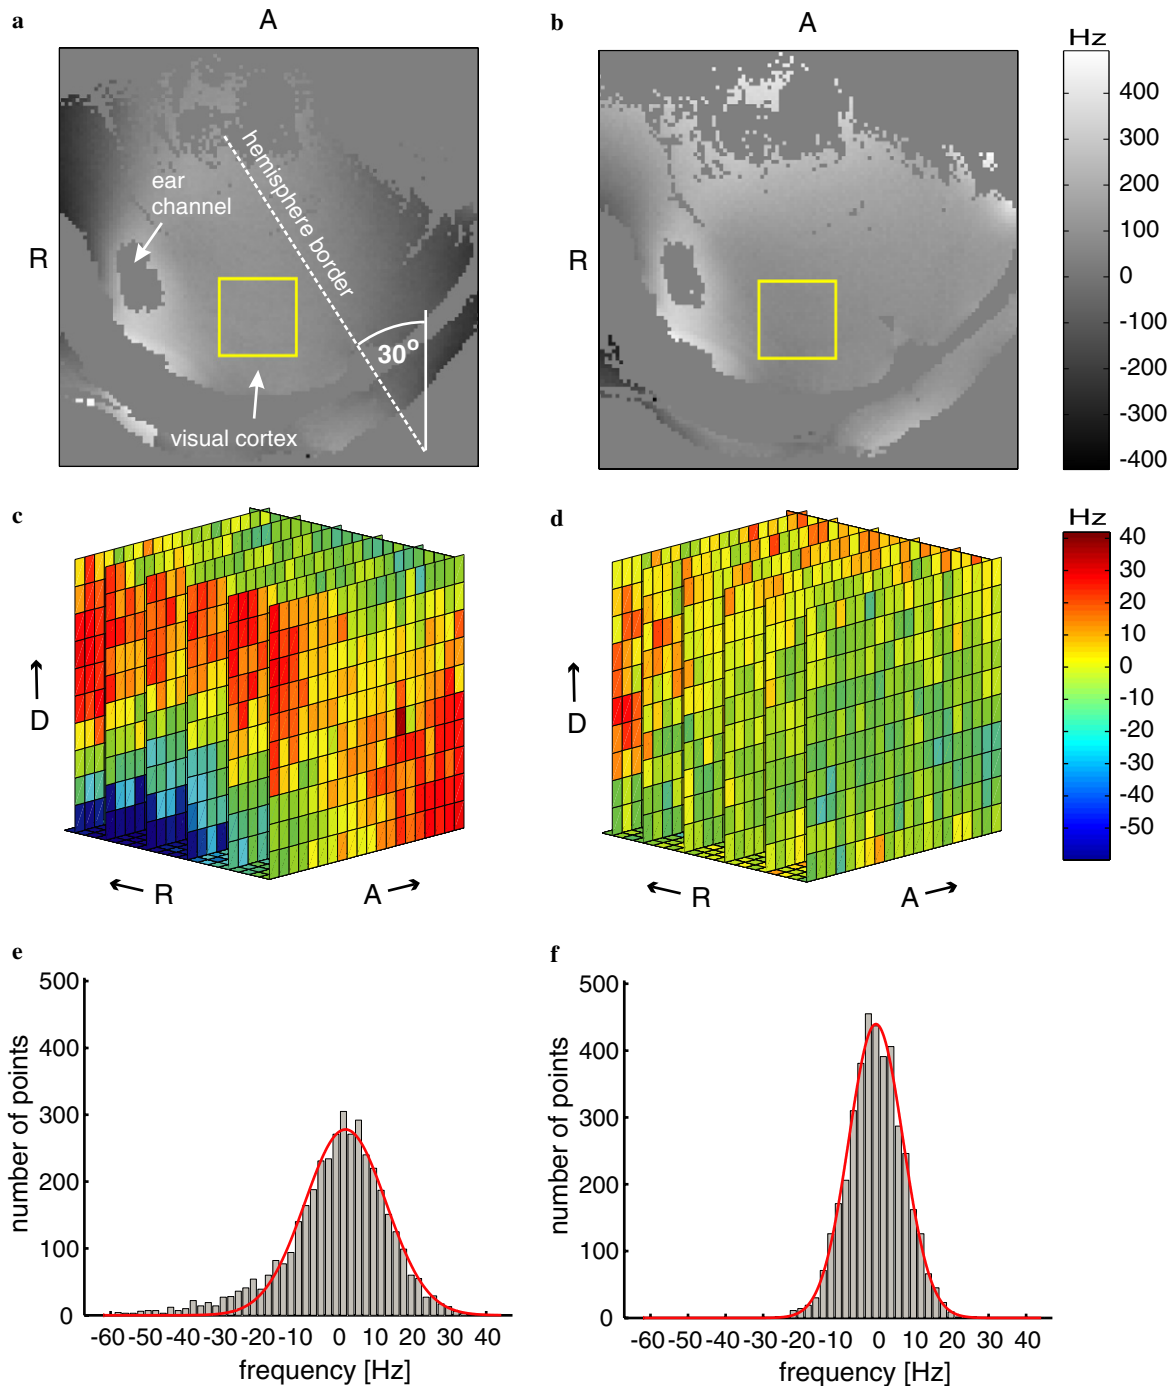 a
A
b
A
Hz
hemisphere border
ear
channel
R
R
30°
visual cortex
400
300
200
100
0
-100
-200
-300
-400
c
d
Hz
D
D
R
A
R
A
40
30
20
10
0
-10
-20
-30
-40
-50
e
f
number of points
500
400
300
200
100
0
-60 -50 -40 -30 -20 -10 0 10 20 30 40
frequency [Hz]
number of points
500
400
300
200
100
0
-60 -50 -40 -30 -20 -10 0 10 20 30 40
frequency [Hz]